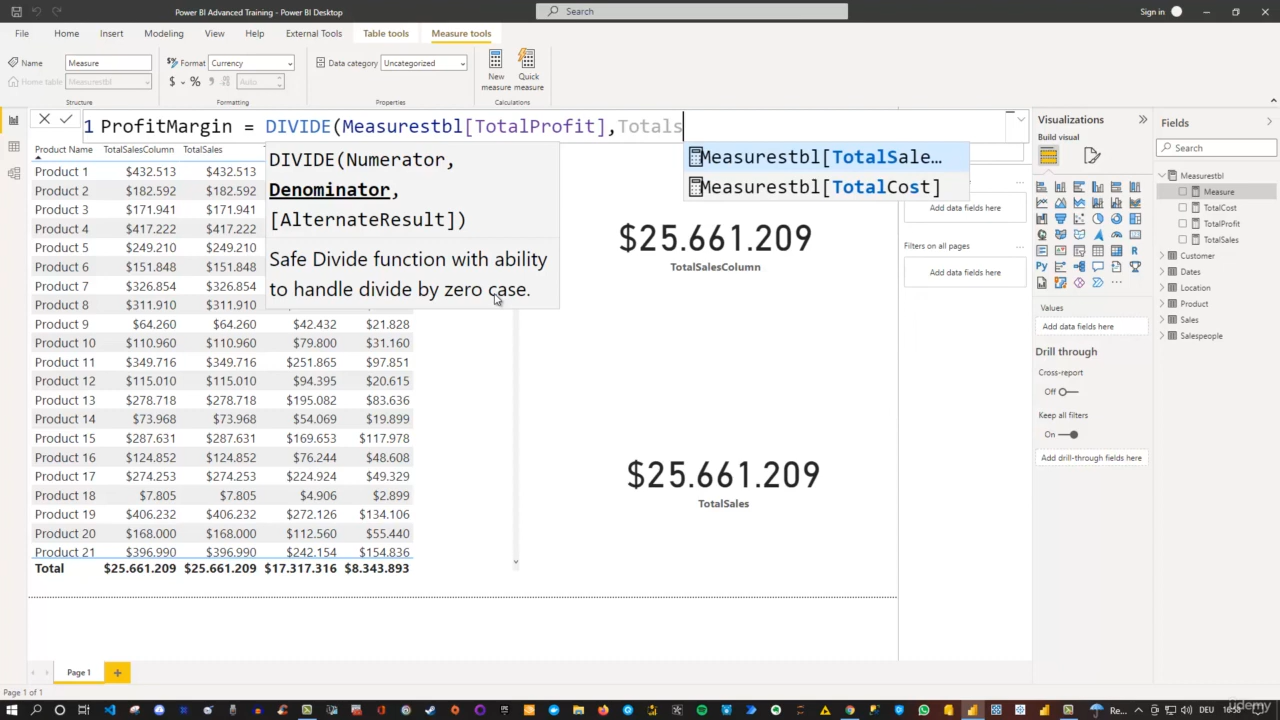 Power BI Advanced Training - Power BI Desktop
Search
Sign in
File Home Insert Modeling View Help External Tools Table tools Measure tools
Name Measure
Home table Measurestbl
Structure
Format Currency
$ % Auto
Formatting
Data category Uncategorized
Properties
New measure
Quick measure
Calculations
1 ProfitMargin = DIVIDE(Measurestbl[TotalProfit],Totals
DIVIDE(Numerator,
Denominator,
[AlternateResult])
Safe Divide function with ability
to handle divide by zero case.
Measurestbl[TotalSale…
Measurestbl[TotalCost]
Product Name TotalSalesColumn TotalSales
Product 1 $432.513 $432.513
Product 2 $182.592 $182.592
Product 3 $171.941 $171.941
Product 4 $417.222 $417.222
Product 5 $249.210 $249.210
Product 6 $151.848 $151.848
Product 7 $326.854 $326.854
Product 8 $311.910 $311.910
Product 9 $64.260 $64.260 $42.432 $21.828
Product 10 $110.960 $110.960 $79.800 $31.160
Product 11 $349.716 $349.716 $251.865 $97.851
Product 12 $115.010 $115.010 $94.395 $20.615
Product 13 $278.718 $278.718 $195.082 $83.636
Product 14 $73.968 $73.968 $54.069 $19.899
Product 15 $287.631 $287.631 $169.653 $117.978
Product 16 $124.852 $124.852 $76.244 $48.608
Product 17 $274.253 $274.253 $224.924 $49.329
Product 18 $7.805 $7.805 $4.906 $2.899
Product 19 $406.232 $406.232 $272.126 $134.106
Product 20 $168.000 $168.000 $112.560 $55.440
Product 21 $396.990 $396.990 $242.154 $154.836
Total $25.661.209 $25.661.209 $17.317.316 $8.343.893
$25.661.209
TotalSalesColumn
$25.661.209
TotalSales
Add data fields here
Filters on all pages
Add data fields here
Visualizations
Build visual
R
Py
Values
Add data fields here
Drill through
Cross-report
Off
Keep all filters
On
Add drill-through fields here
Fields
Search
Measurestbl
Measure
TotalCost
TotalProfit
TotalSales
Customer
Dates
Location
Product
Sales
Salespeople
Page 1
Page 1 of 1
DEU
Udemy